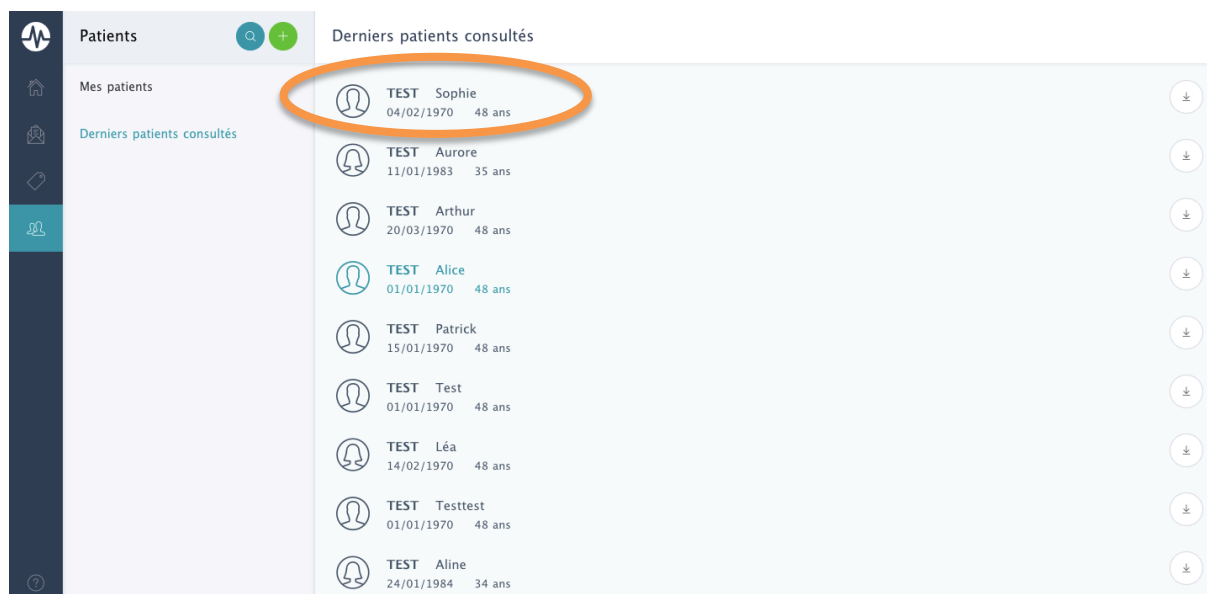 Patients
Mes patients
Derniers patients consultés
Derniers patients consultés
TEST Sophie
04/02/1970 48 ans
TEST Aurore
11/01/1983 35 ans
TEST Arthur
20/03/1970 48 ans
TEST Alice
01/01/1970 48 ans
TEST Patrick
15/01/1970 48 ans
TEST Test
01/01/1970 48 ans
TEST Léa
14/02/1970 48 ans
TEST Testtest
01/01/1970 48 ans
TEST Aline
24/01/1984 34 ans